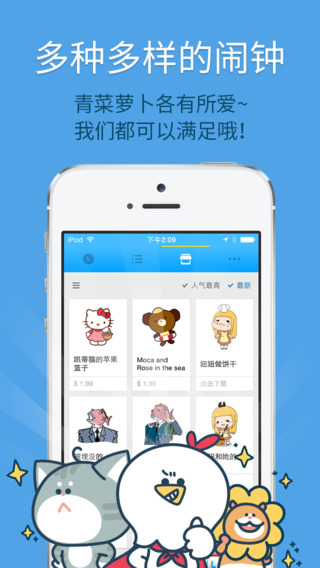 多种多样的闹钟
青菜萝卜各有所爱~
我们都可以满足哦!
iPod
下午2:09
人气最高
最新
凯蒂猫的苹果
篮子
$ 1.99
Moca and
Rose in the sea
$ 1.99
妞妞做饼干
点击下载
被埋没的
和她的